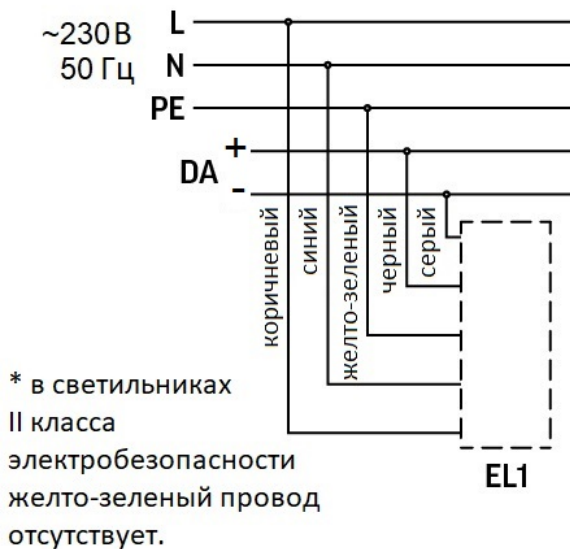 L
~230В
50 Гц
N
PE
+
DA
-
коричневый
синий
желто-зеленый
черный
серый
EL1
* в светильниках
II класса
электробезопасности
желто-зеленый провод
отсутствует.